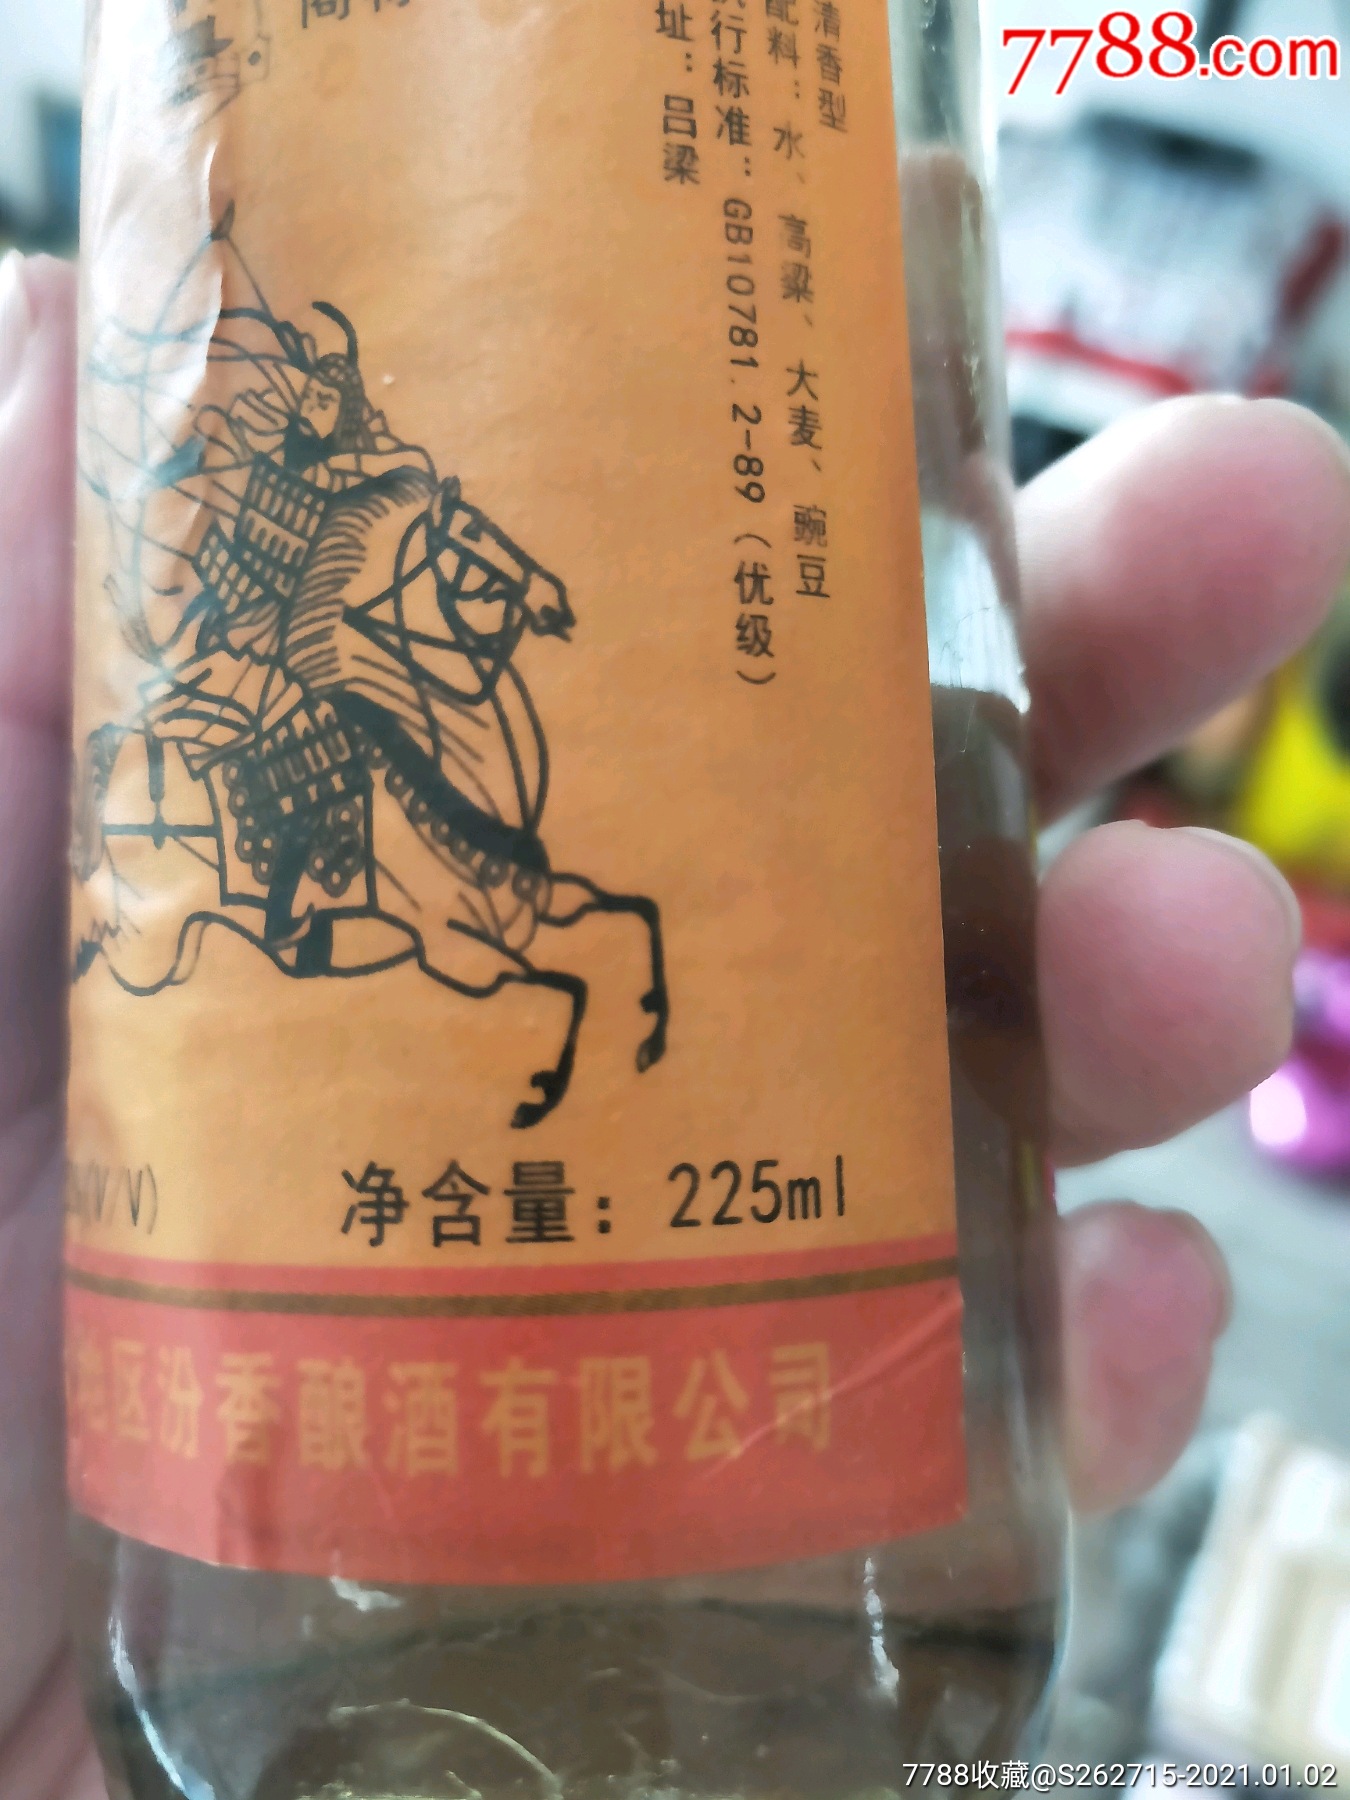 7788.com
清香型
配料：水、高粱、大麦、豌豆
执行标准：GB10781.2-89（优级）
址：吕梁
(V/V)
净含量：225ml
地区汾香酿酒有限公司
7788收藏@S262715-2021.01.02